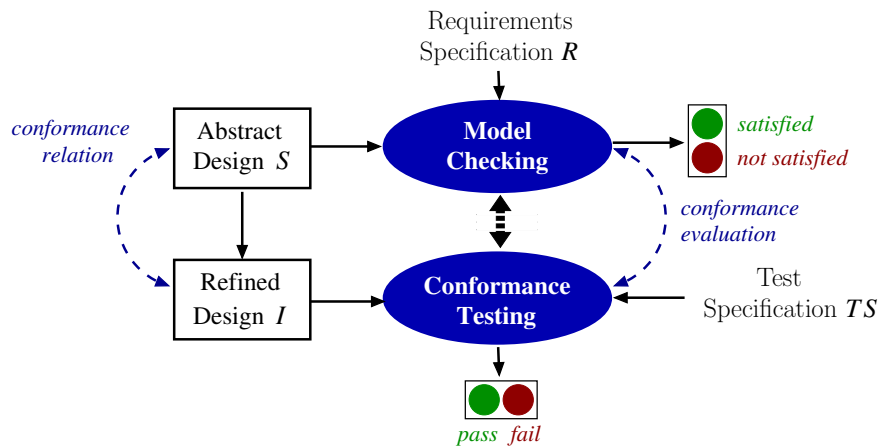 Requirements
Specification R
conformance
relation
Abstract
Design S
Model
Checking
satisfied
not satisfied
conformance
evaluation
Refined
Design I
Conformance
Testing
Test
Specification TS
pass fail